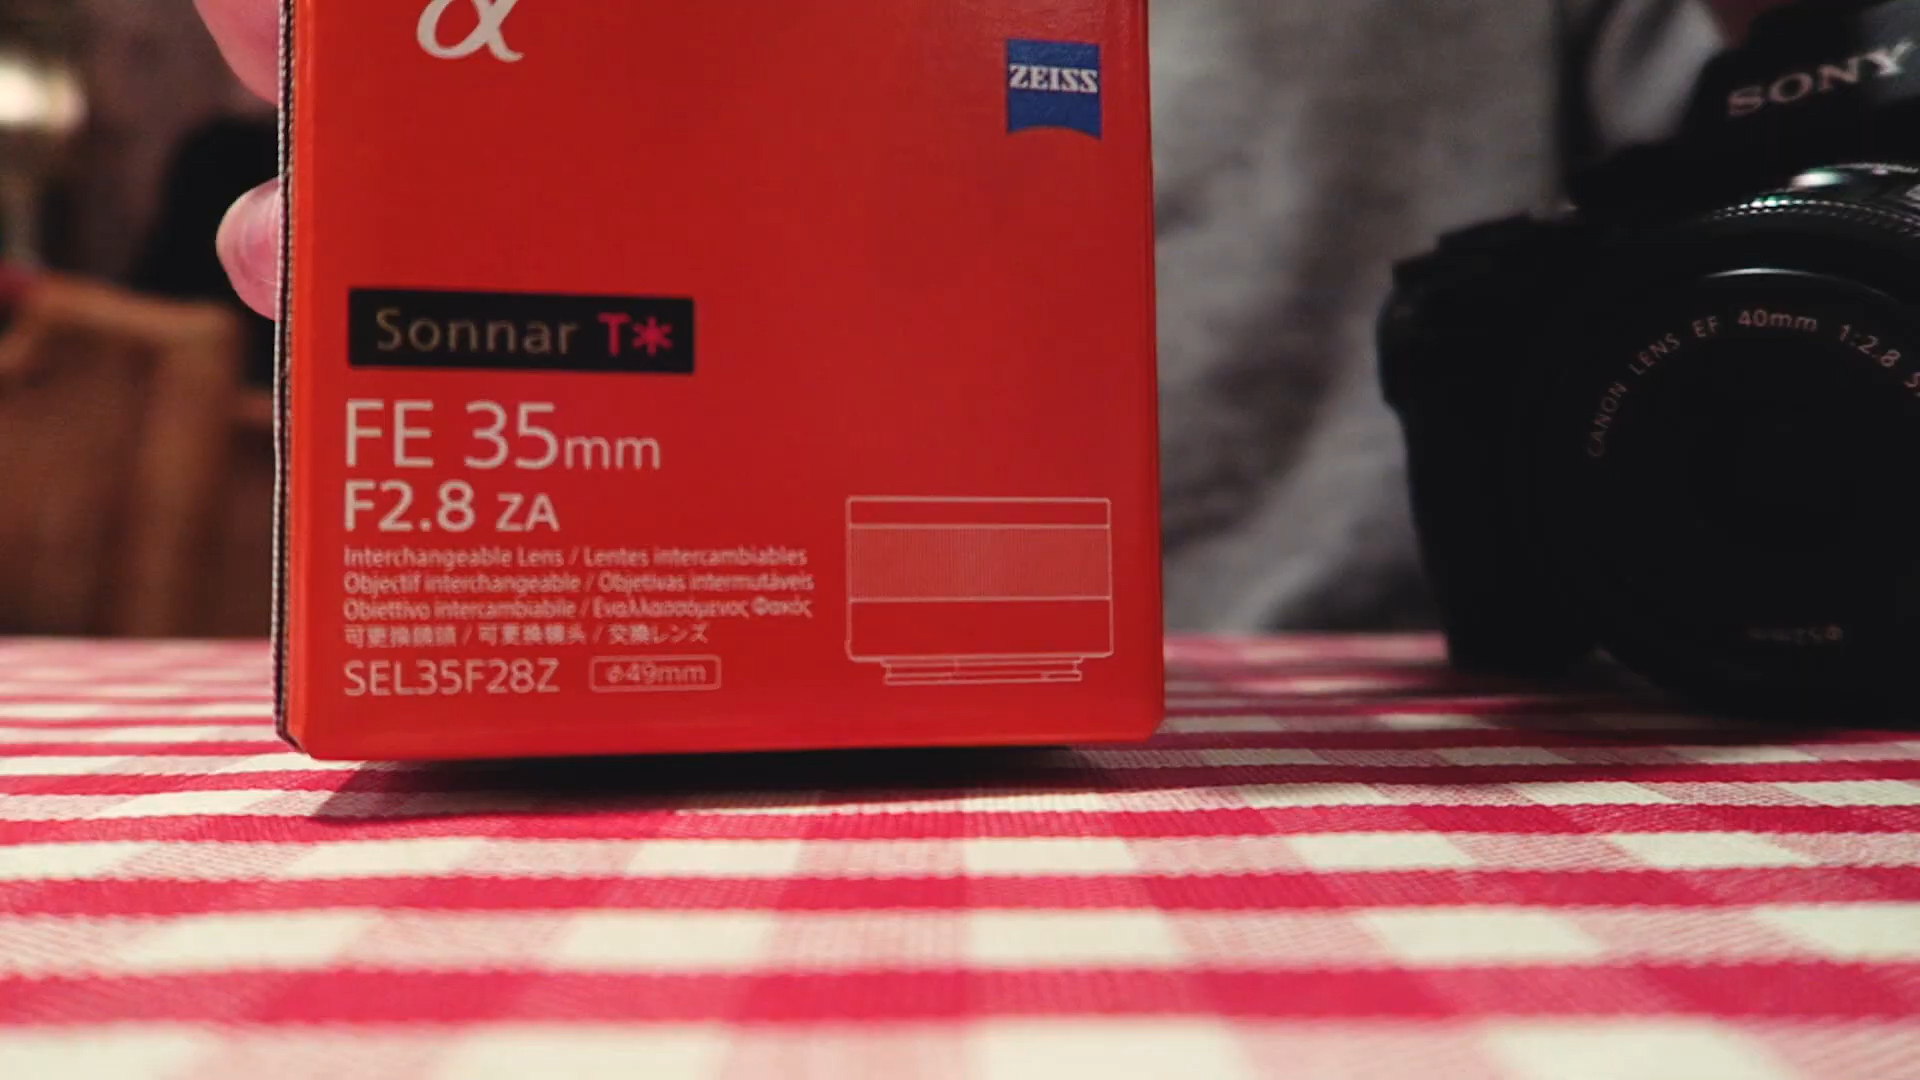 α
ZEISS
SONY
Sonnar T*
FE 35mm
F2.8 ZA
Interchangeable Lens / Lentes intercambiables
Objectif interchangeable / Objetivas intermutáveis
Obiettivo intercambiabile / Εναλλασσόμενος Φακός
可更換鏡頭 / 可更换镜头 / 交換レンズ
SEL35F28Z ø49mm
CANON LENS EF 40mm 1:2.8